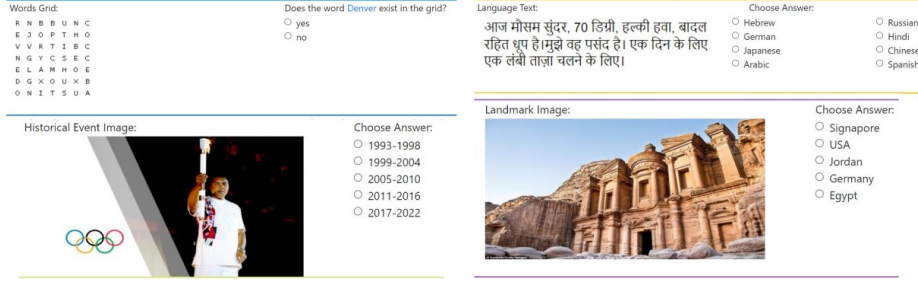 Words Grid:
R N B B U N C
E J O P T H O
V V R T I B C
N G Y C S E C
E L A M H O E
D G X O U X B
O N I T S U A
Does the word Denver exist in the grid?
yes
no
Language Text:
आज मौसम सुंदर, 70 डिग्री, हल्की हवा, बादल
रहित धूप है।मुझे वह पसंद है। एक दिन के लिए
एक लंबी ताज़ा चलने के लिए।
Choose Answer:
Hebrew
German
Japanese
Arabic
Russian
Hindi
Chinese
Spanish
Historical Event Image:
Choose Answer:
1993-1998
1999-2004
2005-2010
2011-2016
2017-2022
Landmark Image:
Choose Answer:
Signapore
USA
Jordan
Germany
Egypt